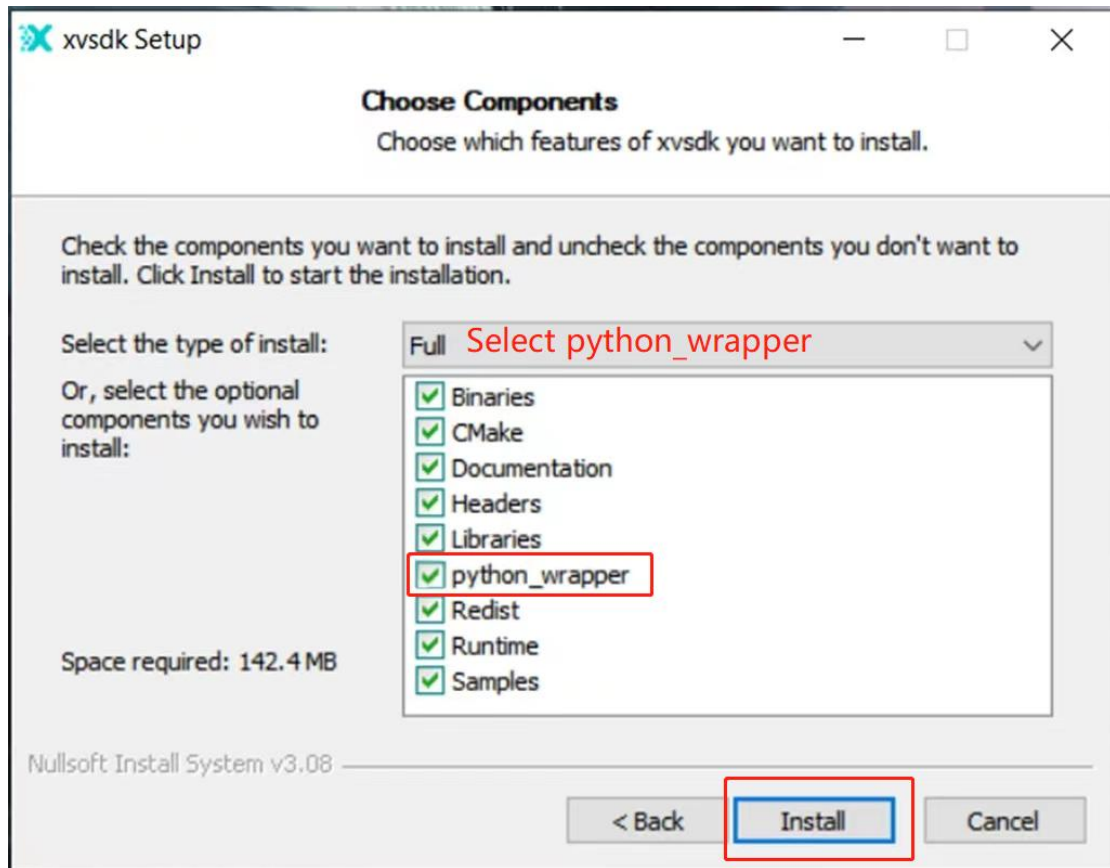 xvsdk Setup
Choose Components
Choose which features of xvsdk you want to install.
Check the components you want to install and uncheck the components you don't want to
install. Click Install to start the installation.
Select the type of install:
Full
Select python_wrapper
Or, select the optional
components you wish to
install:
Binaries
CMake
Documentation
Headers
Libraries
python_wrapper
Redist
Runtime
Samples
Space required: 142.4 MB
Nullsoft Install System v3.08
< Back
Install
Cancel